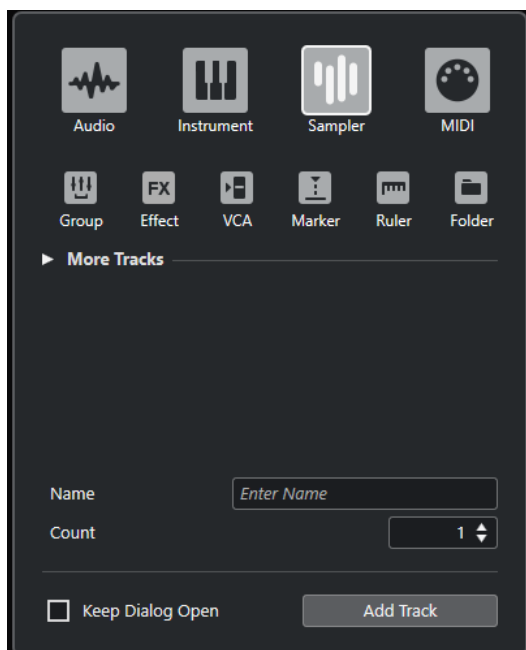 Audio Instrument Sampler MIDI
FX
Group Effect VCA Marker Ruler Folder
More Tracks
Name Enter Name
Count 1
Keep Dialog Open Add Track